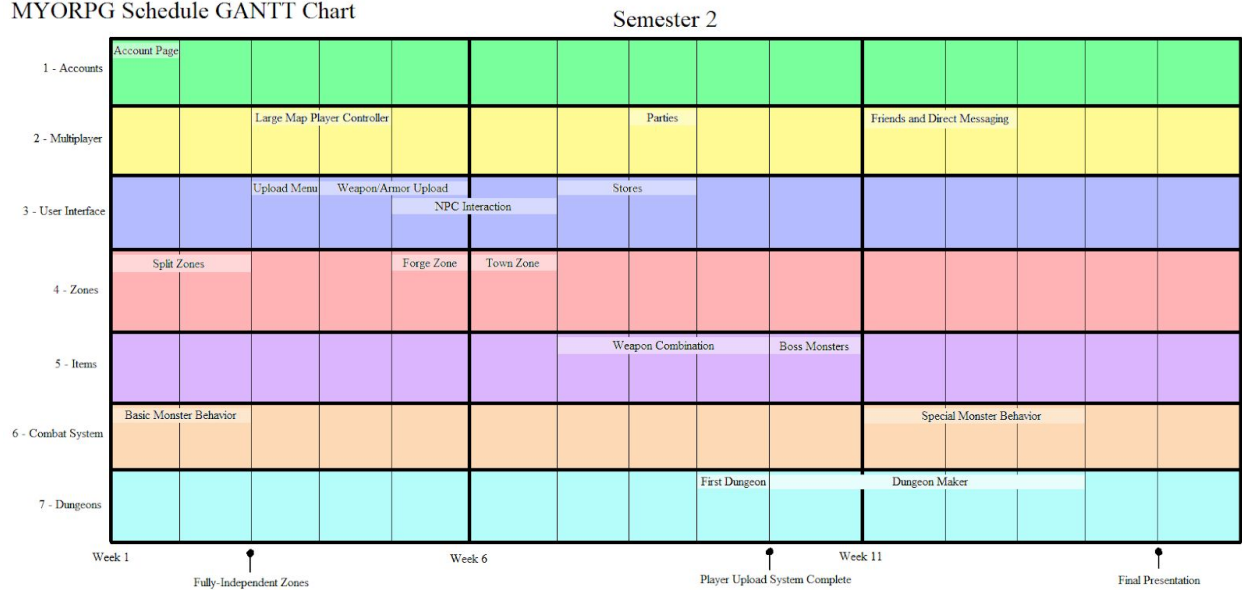 MYORPG Schedule GANTT Chart
Semester 2
Account Page
1 - Accounts
Large Map Player Controller
Parties
Friends and Direct Messaging
2 - Multiplayer
Upload Menu
Weapon/Armor Upload
Stores
NPC Interaction
3 - User Interface
Split Zones
Forge Zone
Town Zone
4 - Zones
Weapon Combination
Boss Monsters
5 - Items
Basic Monster Behavior
Special Monster Behavior
6 - Combat System
First Dungeon
Dungeon Maker
7 - Dungeons
Week 1
Week 6
Week 11
Fully-Independent Zones
Player Upload System Complete
Final Presentation